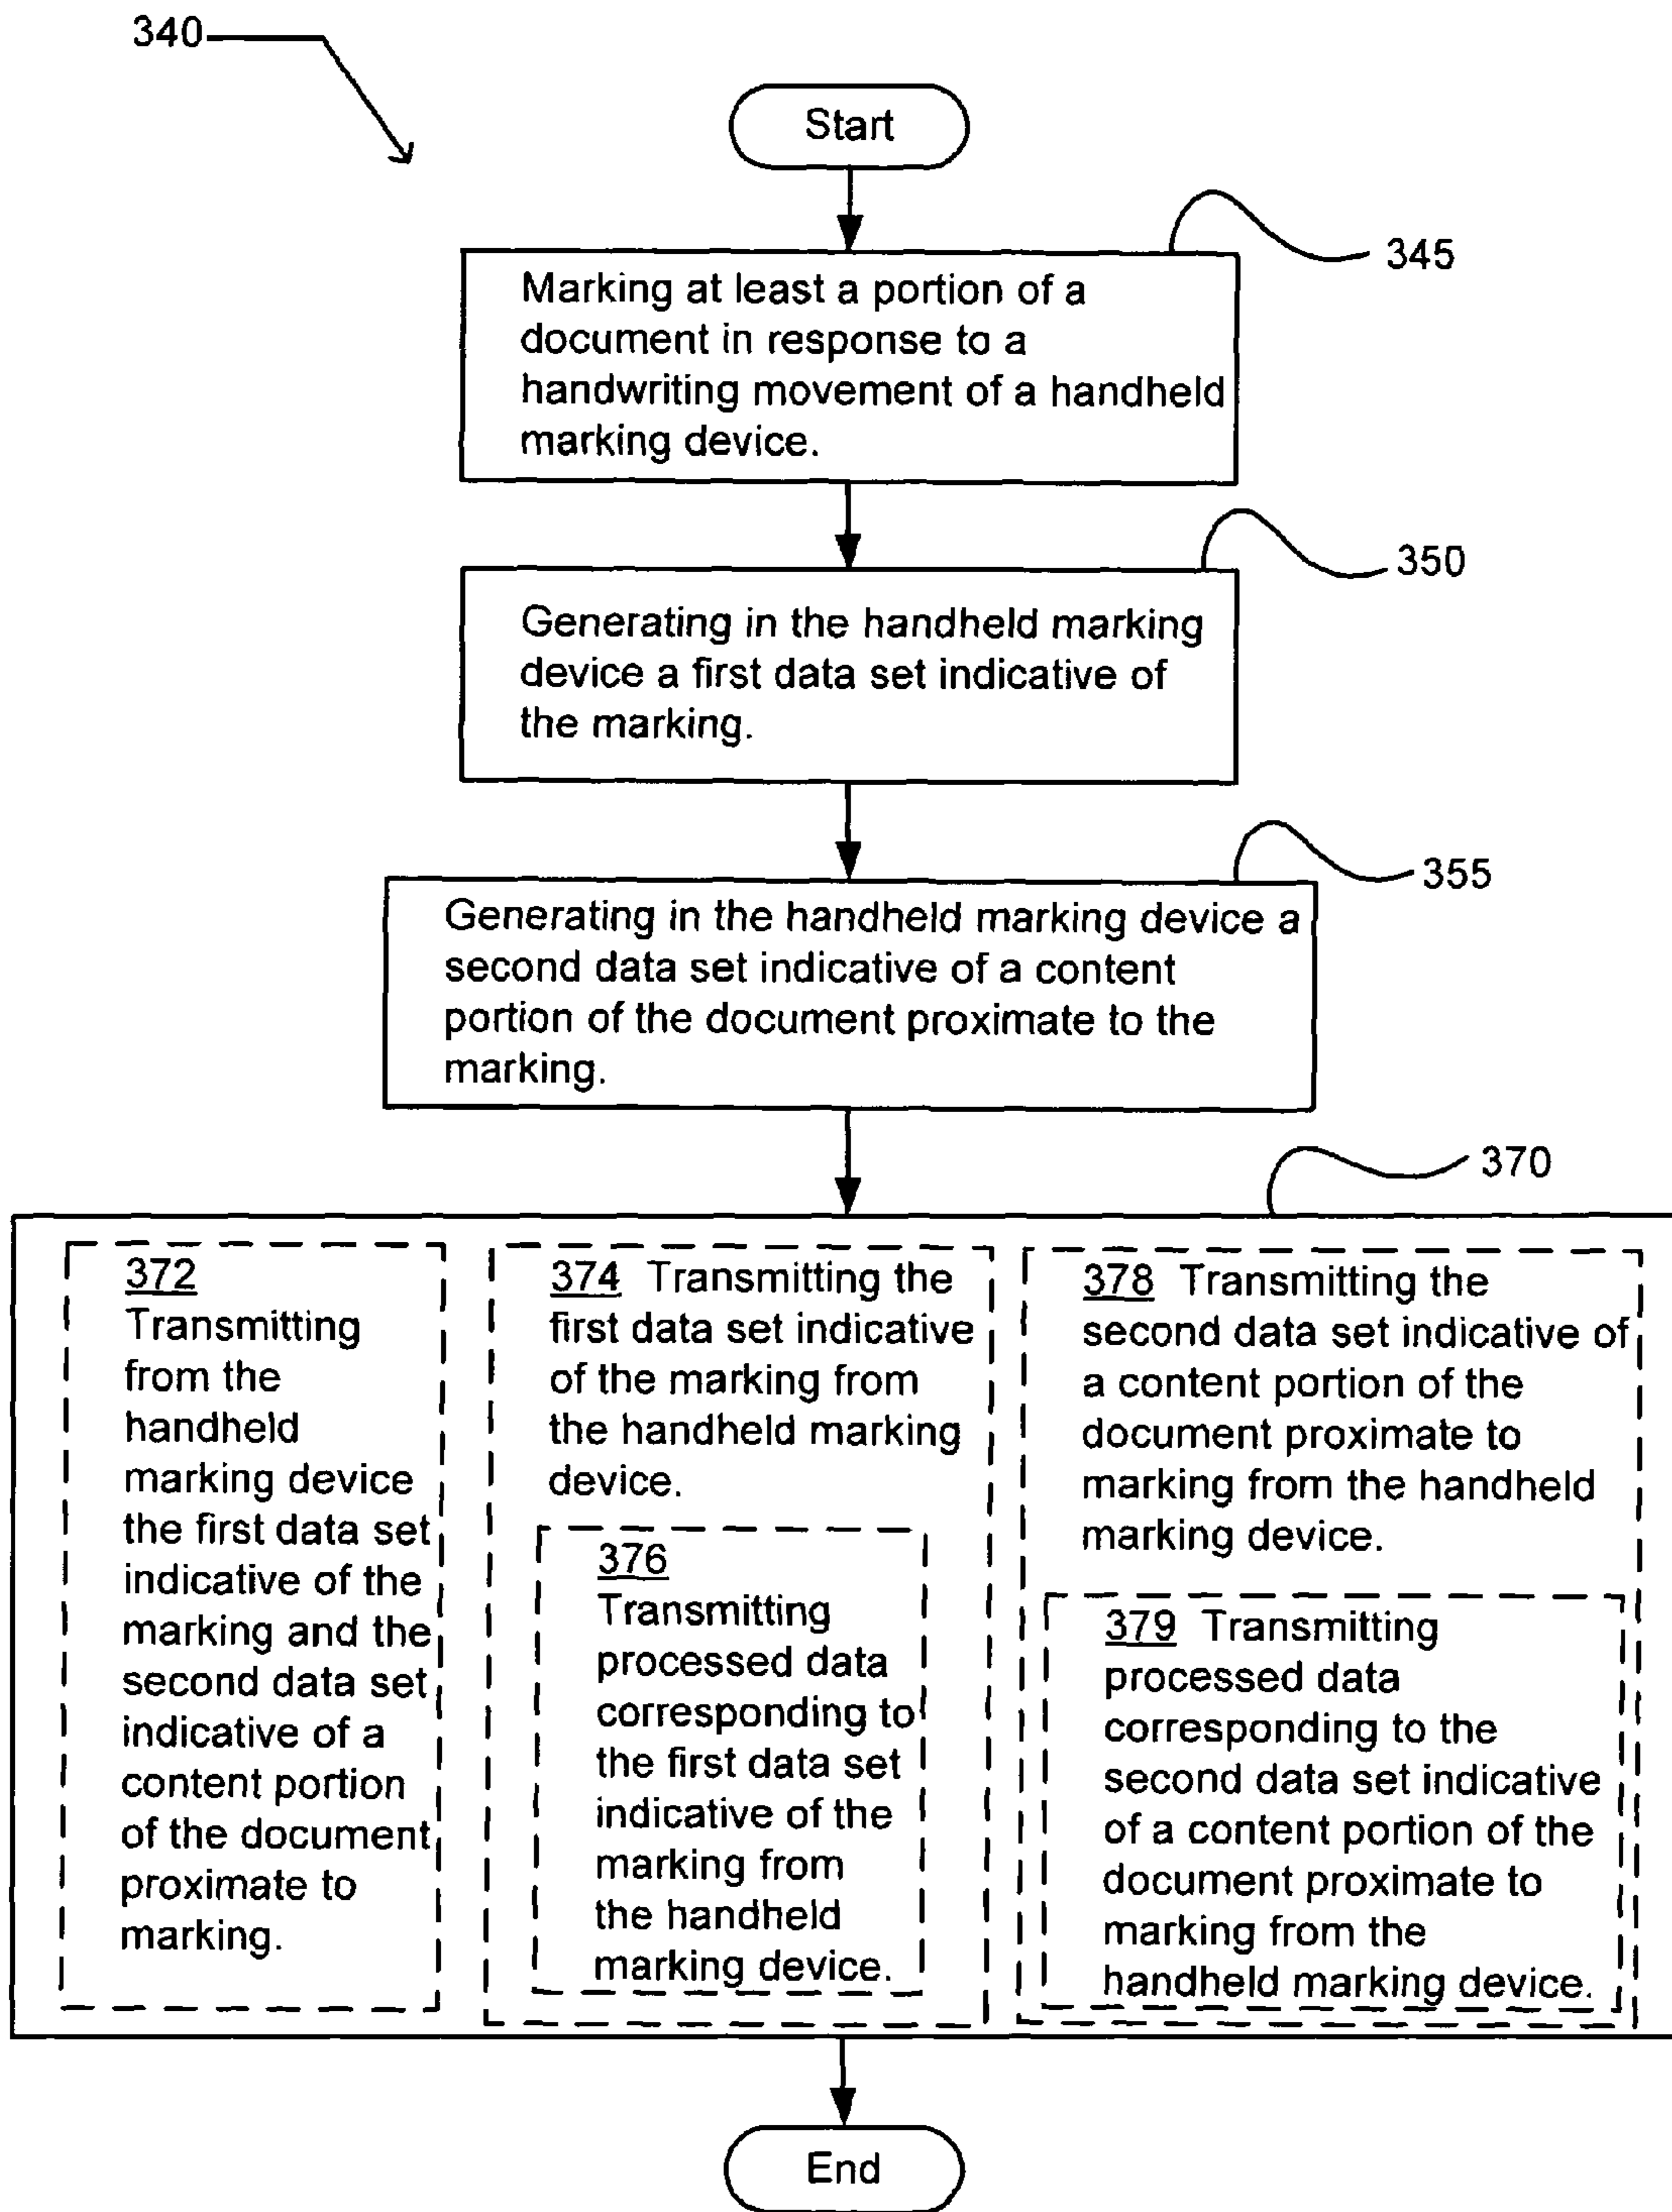 340
Start
345
Marking at least a portion of a
document in response to a
handwriting movement of a handheld
marking device.
350
Generating in the handheld marking
device a first data set indicative of
the marking.
355
Generating in the handheld marking device a
second data set indicative of a content
portion of the document proximate to the
marking.
370
372
Transmitting
from the
handheld
marking device
the first data set
indicative of the
marking and the
second data set
indicative of a
content portion
of the document
proximate to
marking.
374 Transmitting the
first data set indicative
of the marking from
the handheld marking
device.
376
Transmitting
processed data
corresponding to
the first data set
indicative of the
marking from
the handheld
marking device.
378 Transmitting the
second data set indicative of
a content portion of the
document proximate to
marking from the handheld
marking device.
379 Transmitting
processed data
corresponding to the
second data set indicative
of a content portion of the
document proximate to
marking from the
handheld marking device.
End